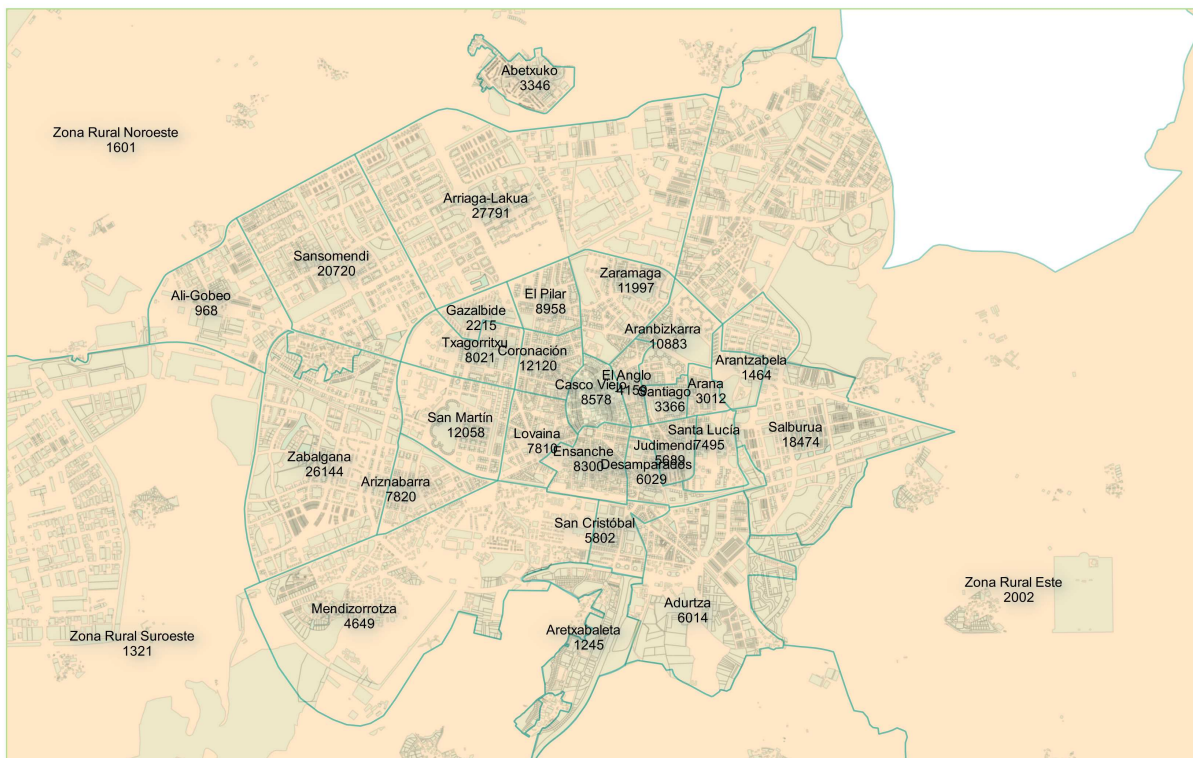 Abetxuko
3346
Zona Rural Noroeste
1601
Arriaga-Lakua
27791
Sansomendi
20720
Zaramaga
11997
Ali-Gobeo
968
El Pilar
8958
Gazalbide
2215
Aranbizkarra
10883
Txagorritxu
8021
Coronación
12120
Arantzabela
1464
El Anglo
4159
Casco Viejo
8578
Arana
3012
Santiago
3366
San Martín
12058
Lovaina
7810
Santa Lucía
7495
Salburua
18474
Judimendi
5689
Ensanche
8300
Desamparados
6029
Zabalgana
26144
Ariznabarra
7820
San Cristóbal
5802
Zona Rural Este
2002
Mendizorrotza
4649
Adurtza
6014
Aretxabaleta
1245
Zona Rural Suroeste
1321